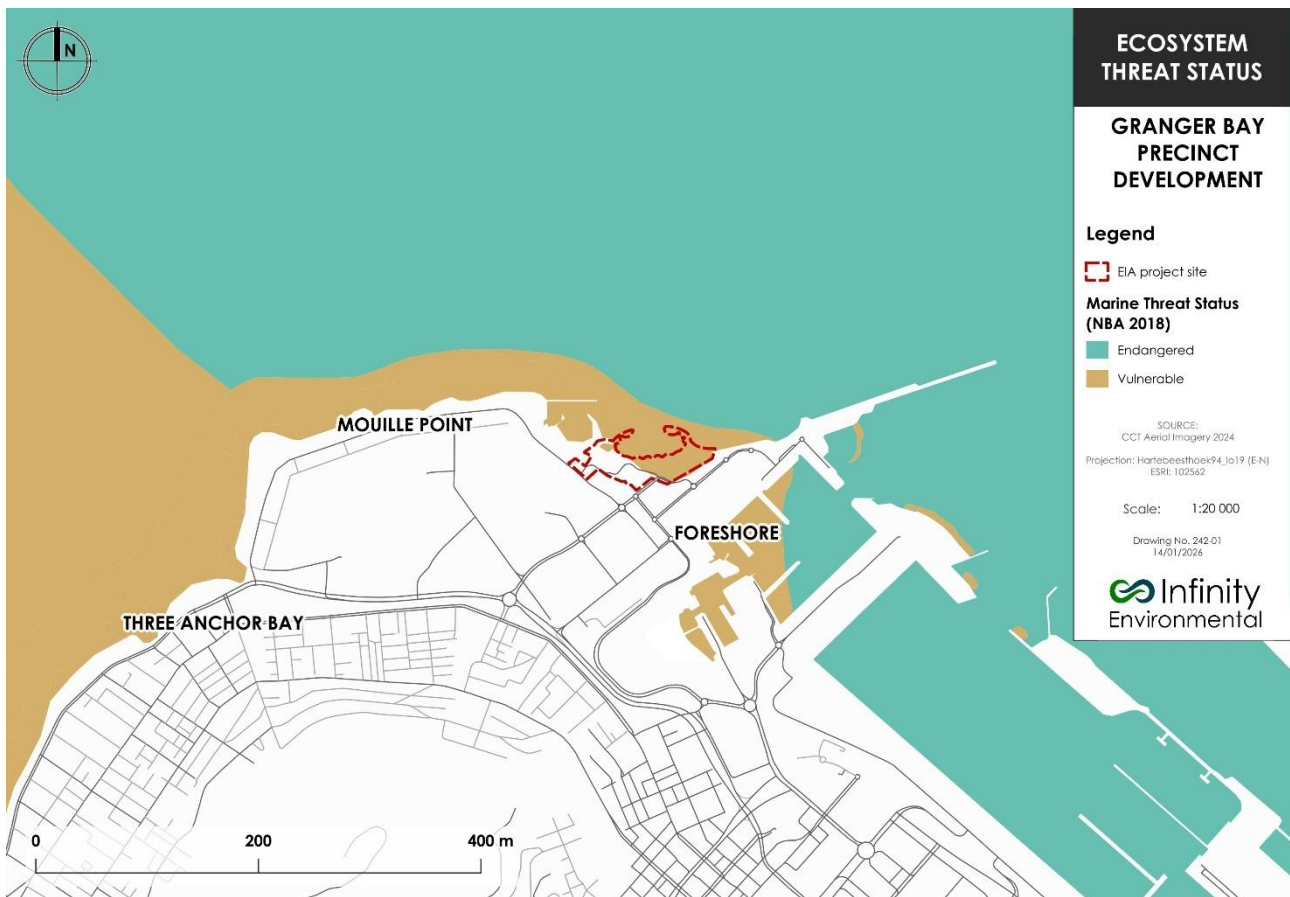 N
ECOSYSTEM
THREAT STATUS
GRANGER BAY
PRECINCT
DEVELOPMENT
Legend
EIA project site
Marine Threat Status
(NBA 2018)
Endangered
Vulnerable
SOURCE:
CCT Aerial Imagery 2024
Projection: Hartebeesthoek94_lo19 (E-N)
ESRI: 102562
Scale: 1:20 000
Drawing No. 242-01
14/01/2026
Infinity
Environmental
MOUILLE POINT
FORESHORE
THREE ANCHOR BAY
0 200 400 m